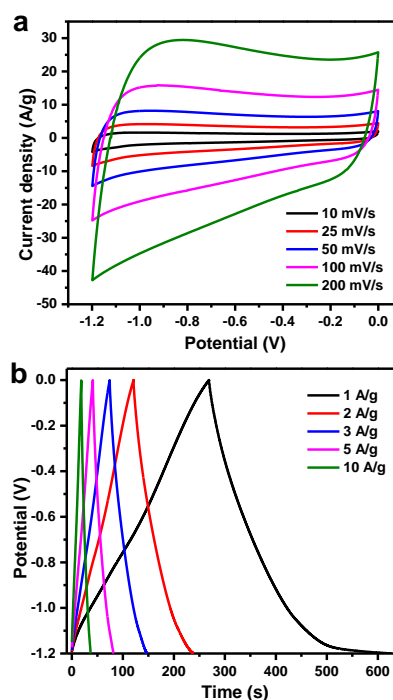 a
30
20
10
0
-10
-20
-30
-40
-50
Current density (A/g)
10 mV/s
25 mV/s
50 mV/s
100 mV/s
200 mV/s
-1.2 -1.0 -0.8 -0.6 -0.4 -0.2 0.0
Potential (V)
b
0.0
-0.2
-0.4
-0.6
-0.8
-1.0
-1.2
Potential (V)
1 A/g
2 A/g
3 A/g
5 A/g
10 A/g
0 100 200 300 400 500 600
Time (s)